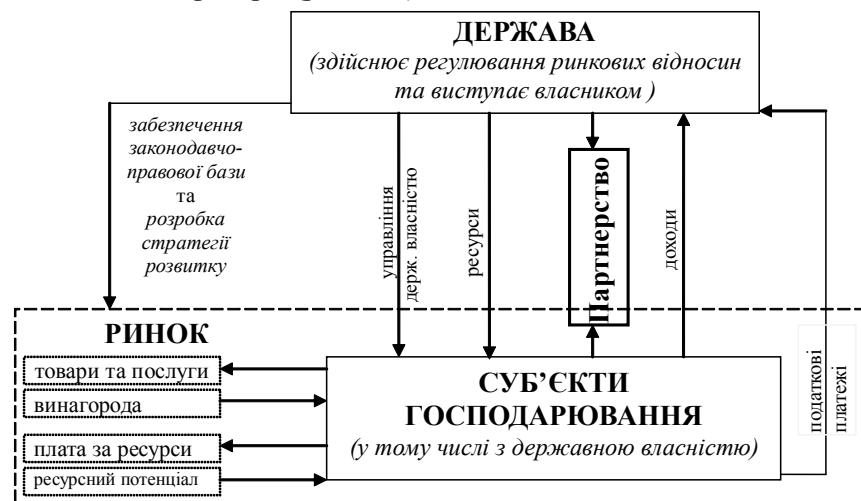 ДЕРЖАВА
(здійснює регулювання ринкових відносин
та виступає власником )
забезпечення
законодавчо-
правової бази
та
розробка
стратегії
розвитку
управління
держ. власністю
ресурси
Партнерство
доходи
податкові
платежі
РИНОК
товари та послуги
винагорода
плата за ресурси
ресурсний потенціал
СУБ’ЄКТИ
ГОСПОДАРЮВАННЯ
(у тому числі з державною власністю)